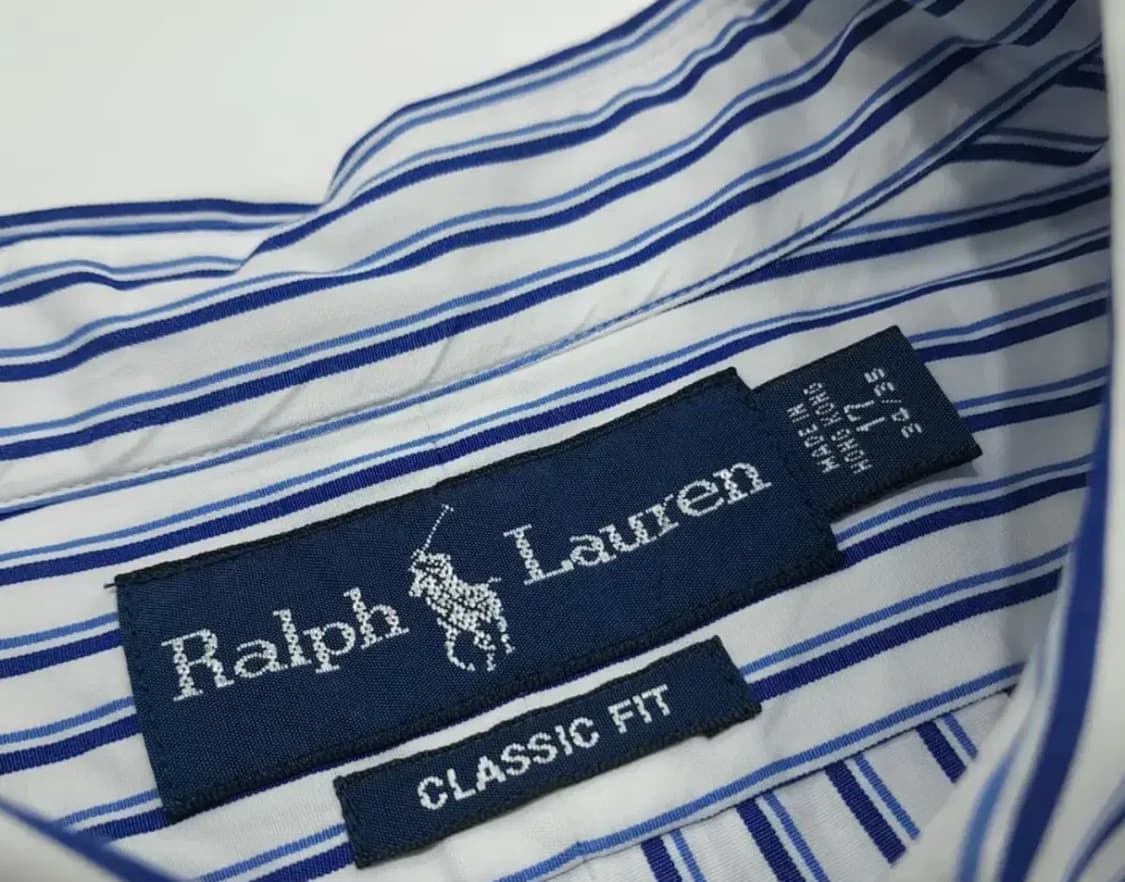 Ralph Lauren
MADE IN
HONG KONG
17
34/35
CLASSIC FIT